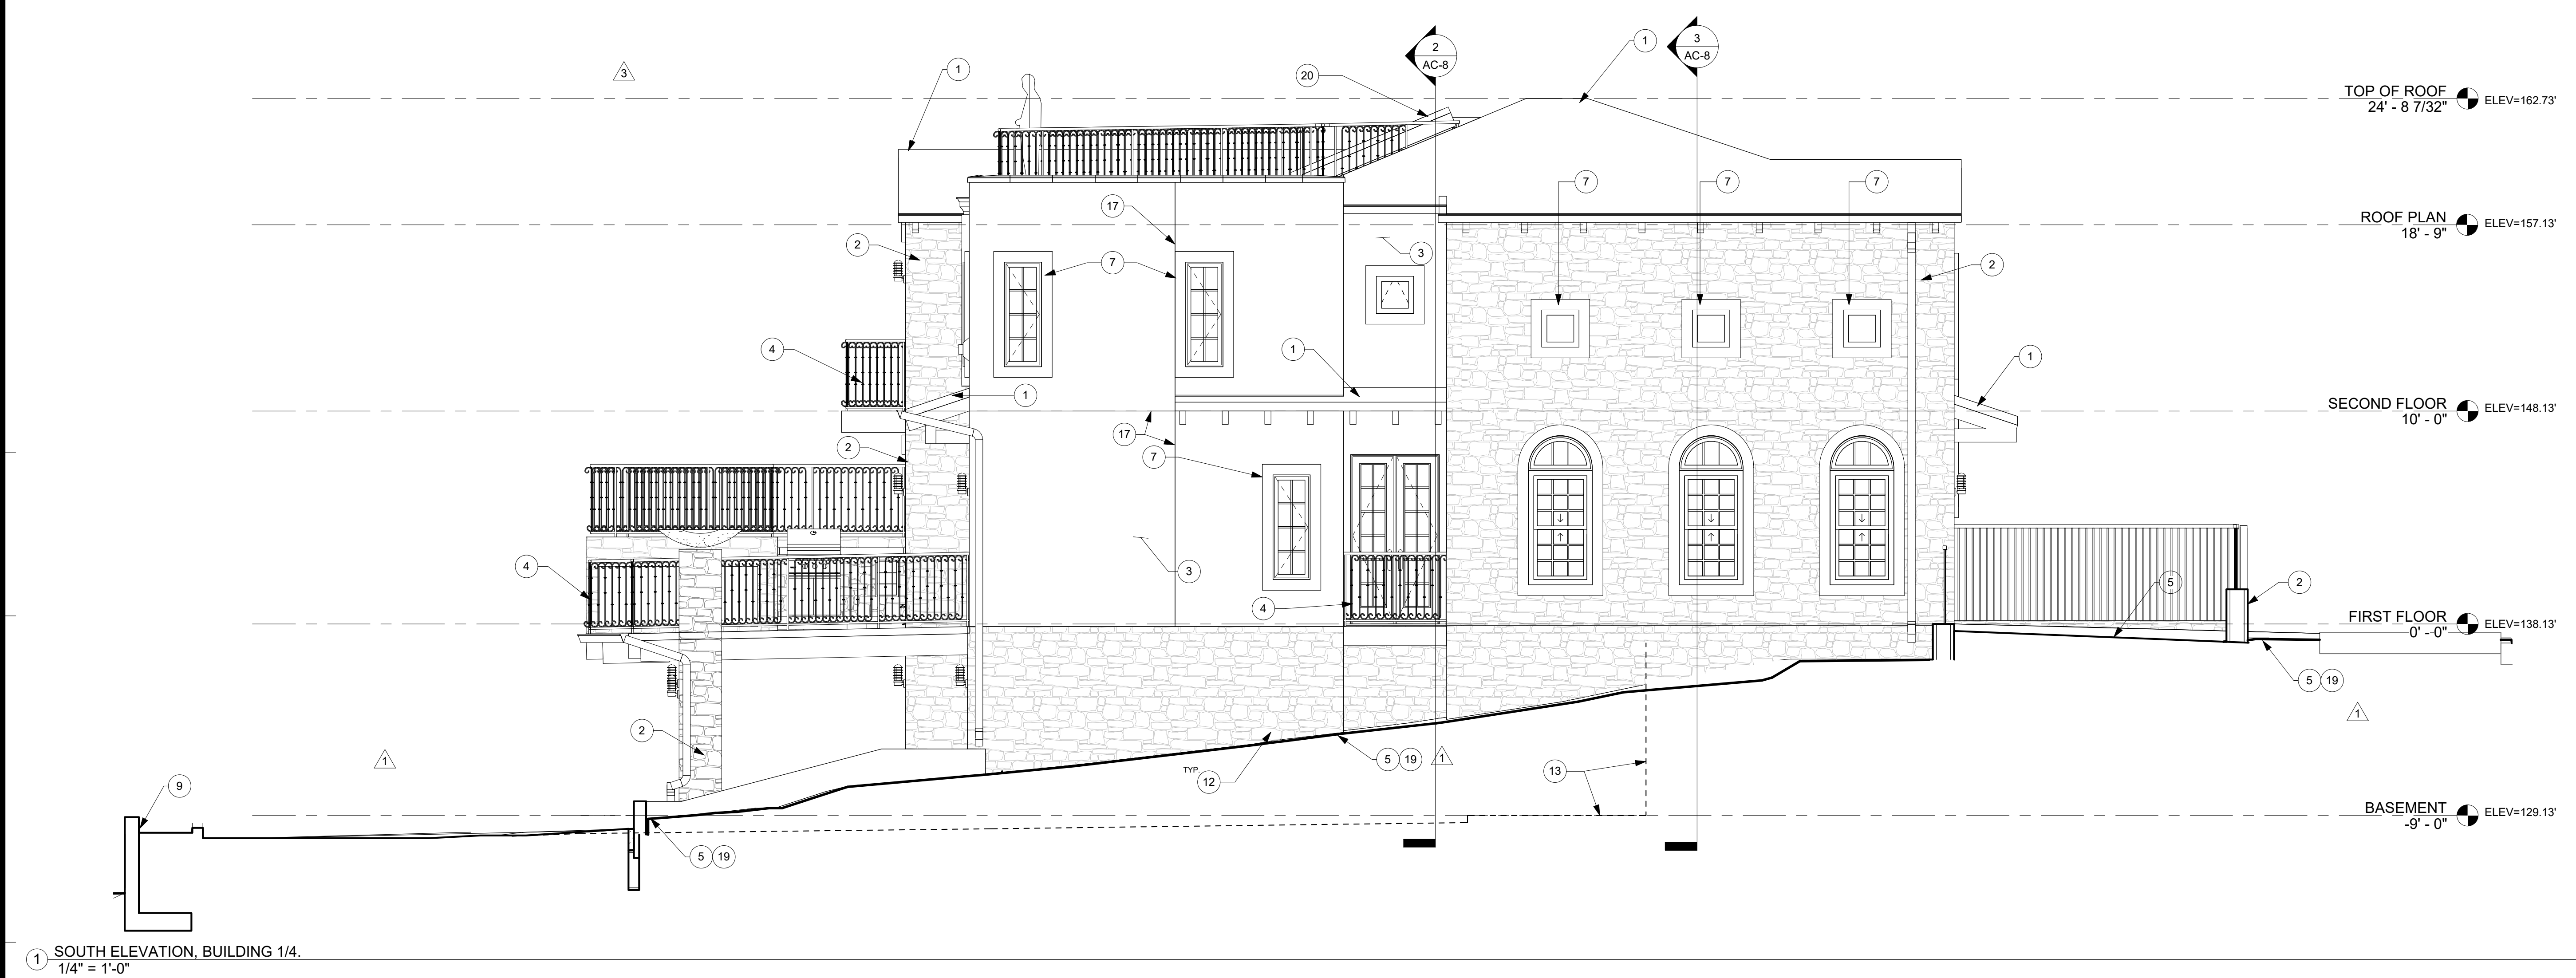 3
1
20
2
AC-8
1
3
AC-8
TOP OF ROOF
24' - 8 7/32"
ELEV=162.73'
7
7
7
17
ROOF PLAN
18' - 9"
ELEV=157.13'
2
3
7
2
4
1
1
1
SECOND FLOOR
10' - 0"
ELEV=148.13'
17
2
7
4
3
4
5
2
FIRST FLOOR
0' - 0"
ELEV=138.13'
5 19
1
2
1
5 19
1
TYP.
12
13
9
BASEMENT
-9' - 0"
ELEV=129.13'
5 19
1
SOUTH ELEVATION, BUILDING 1/4.
1/4" = 1'-0"